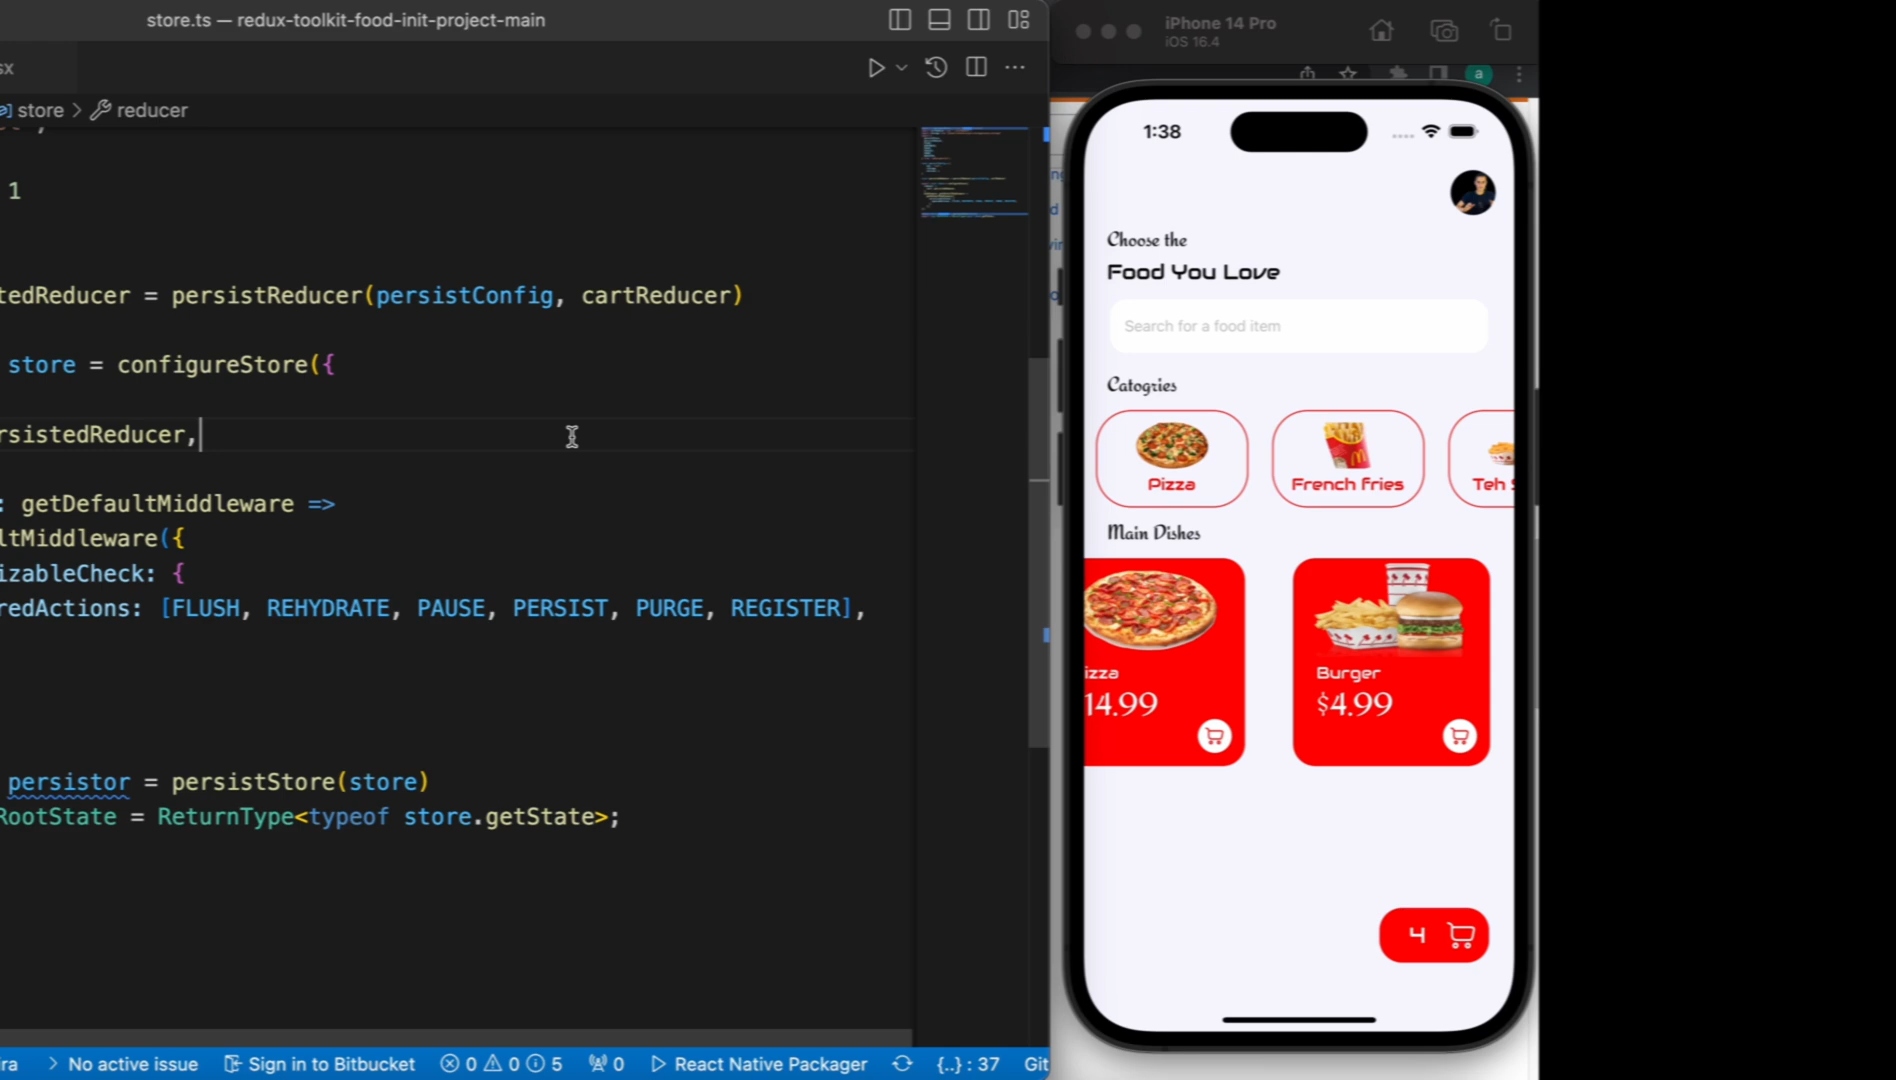 store.ts — redux-toolkit-food-init-project-main
sx
store > reducer
1
tedReducer = persistReducer(persistConfig, cartReducer)
store = configureStore({
rsistedReducer,
: getDefaultMiddleware =>
ltMiddleware({
izableCheck: {
redActions: [FLUSH, REHYDRATE, PAUSE, PERSIST, PURGE, REGISTER],
persistor = persistStore(store)
RootState = ReturnType<typeof store.getState>;
ra > No active issue Sign in to Bitbucket 0 0 5 0 React Native Packager {..} : 37 Git
iPhone 14 Pro
iOS 16.4
a
1:38
Choose the
Food You Love
Search for a food item
Catogries
Pizza
French fries
Teh S
Main Dishes
izza
14.99
Burger
$4.99
4